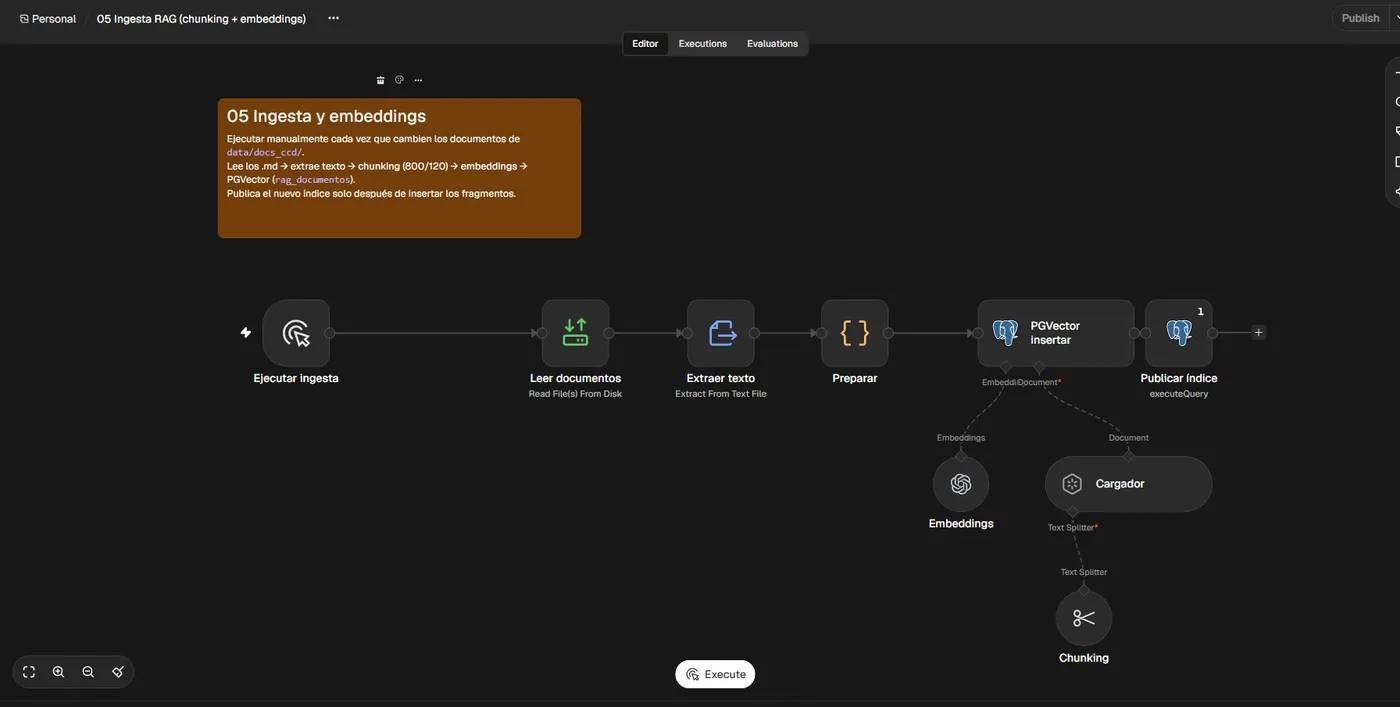 Personal / 05 Ingesta RAG (chunking + embeddings) ...
Publish
Editor Executions Evaluations
05 Ingesta y embeddings
Ejecutar manualmente cada vez que cambien los documentos de
data/docs_ccd/.
Lee los .md → extrae texto → chunking (800/120) → embeddings →
PGVector (rag_documentos).
Publica el nuevo índice solo después de insertar los fragmentos.
1
PGVector
insertar
Ejecutar ingesta
Leer documentos
Read File(s) From Disk
Extraer texto
Extract From Text File
Preparar
Publicar índice
executeQuery
Embeddi
Document*
Embeddings
Document
Cargador
Embeddings
Text Splitter*
Text Splitter
Chunking
Execute